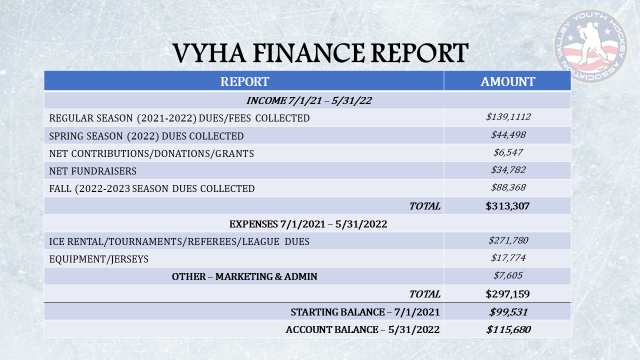 VALLEY YOUTH HOCKEY ASSOCIATION
VYHA FINANCE REPORT
REPORT AMOUNT
INCOME 7/1/21 – 5/31/22
REGULAR SEASON (2021-2022) DUES/FEES COLLECTED $139,1112
SPRING SEASON (2022) DUES COLLECTED $44,498
NET CONTRIBUTIONS/DONATIONS/GRANTS $6,547
NET FUNDRAISERS $34,782
FALL (2022-2023 SEASON DUES COLLECTED $88,368
TOTAL $313,307
EXPENSES 7/1/2021 – 5/31/2022
ICE RENTAL/TOURNAMENTS/REFEREES/LEAGUE DUES $271,780
EQUIPMENT/JERSEYS $17,774
OTHER – MARKETING & ADMIN $7,605
TOTAL $297,159
STARTING BALANCE – 7/1/2021 $99,531
ACCOUNT BALANCE – 5/31/2022 $115,680